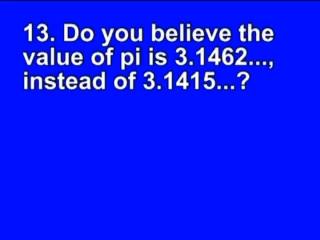 13. Do you believe the
value of pi is 3.1462...,
instead of 3.1415...?